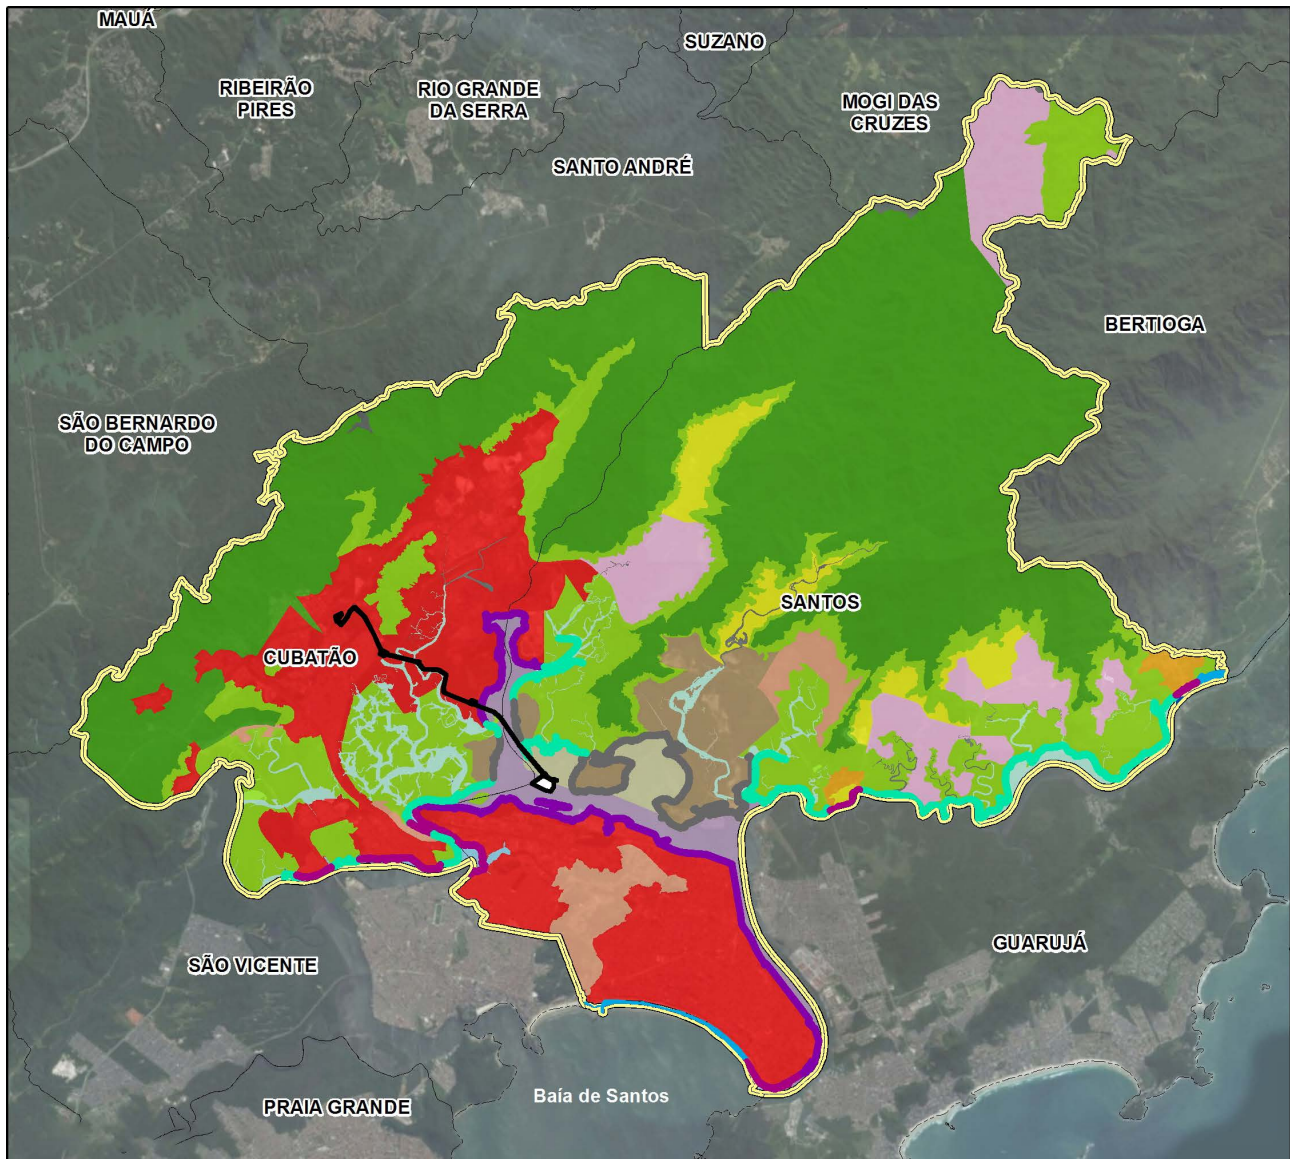 MAUÁ
SUZANO
RIBEIRÃO
PIRES
RIO GRANDE
DA SERRA
MOGI DAS
CRUZES
SANTO ANDRÉ
BERTIOGA
SÃO BERNARDO
DO CAMPO
SANTOS
CUBATÃO
GUARUJÁ
SÃO VICENTE
Baía de Santos
PRAIA GRANDE